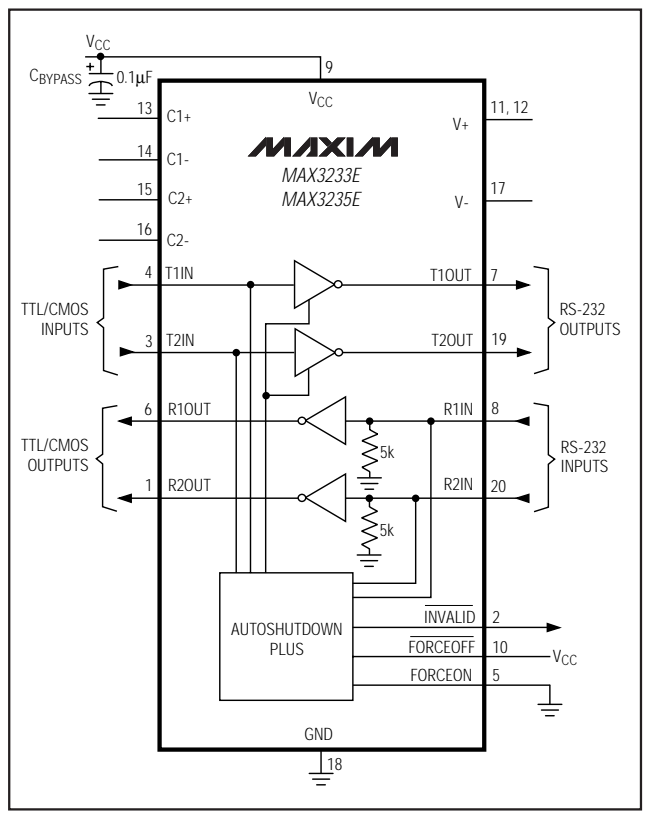 VCC
CBYPASS
+
0.1μF
9
VCC
13
C1+
14
C1-
15
C2+
16
C2-
11, 12
V+
17
V-
MAXIM
MAX3233E
MAX3235E
TTL/CMOS
INPUTS
4
T1IN
T1OUT
7
3
T2IN
T2OUT
19
RS-232
OUTPUTS
TTL/CMOS
OUTPUTS
6
R1OUT
R1IN
8
5k
1
R2OUT
R2IN
20
5k
RS-232
INPUTS
AUTOSHUTDOWN
PLUS
INVALID
2
FORCEOFF
10
VCC
FORCEON
5
GND
18